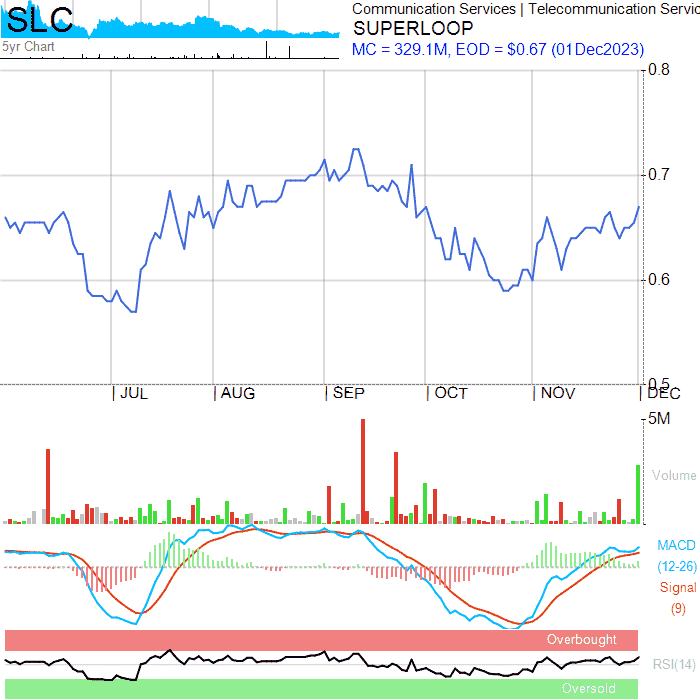 SLC
5yr Chart
Communication Services | Telecommunication Servic
SUPERLOOP
MC = 329.1M, EOD = $0.67 (01Dec2023)
0.8
0.7
0.6
0.5
JUL
AUG
SEP
OCT
NOV
DEC
5M
Volume
MACD
(12-26)
Signal
(9)
Overbought
RSI(14)
Oversold